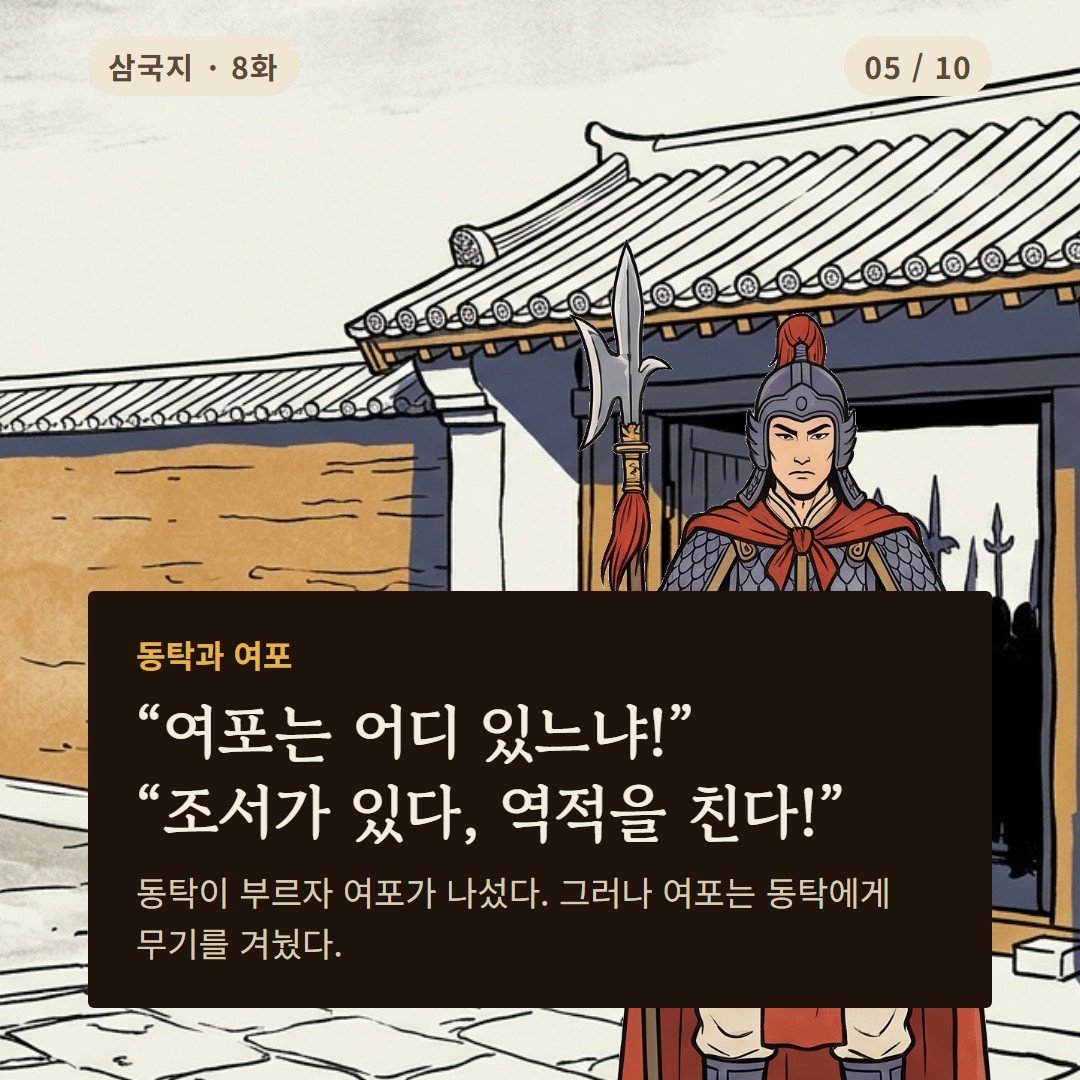 삼국지 · 8화
05 / 10
동탁과 여포
“여포는 어디 있느냐!”
“조서가 있다, 역적을 친다!”
동탁이 부르자 여포가 나섰다. 그러나 여포는 동탁에게
무기를 겨눴다.